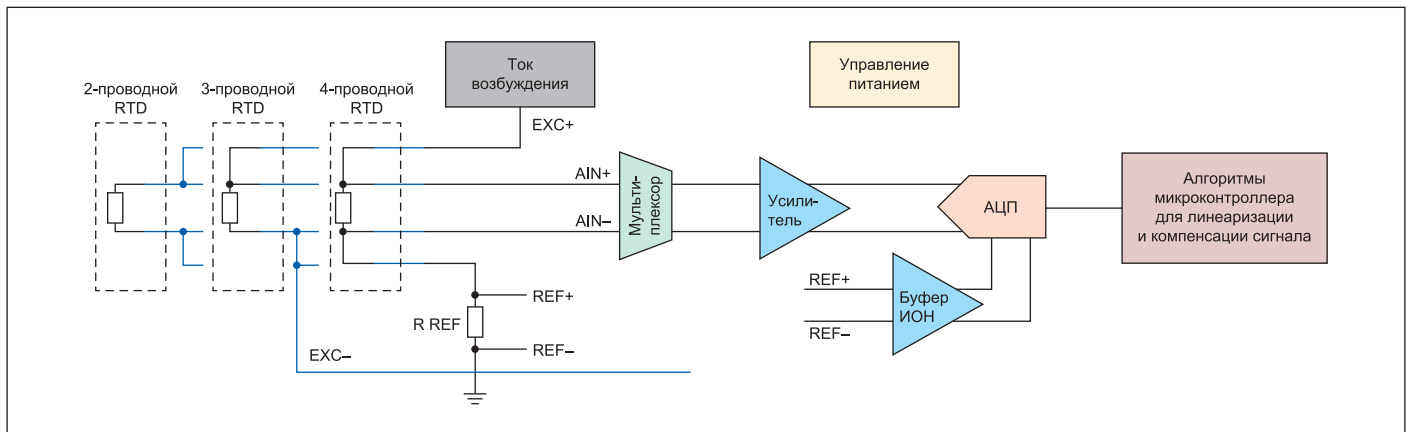 2-проводной
RTD
3-проводной
RTD
4-проводной
RTD
Ток
возбуждения
Управление
питанием
EXC+
AIN+
AIN–
Мульти-
плексор
Усили-
тель
АЦП
Алгоритмы
микроконтроллера
для линеаризации
и компенсации сигнала
REF+
REF–
Буфер
ИОН
R REF
REF+
REF–
EXC–